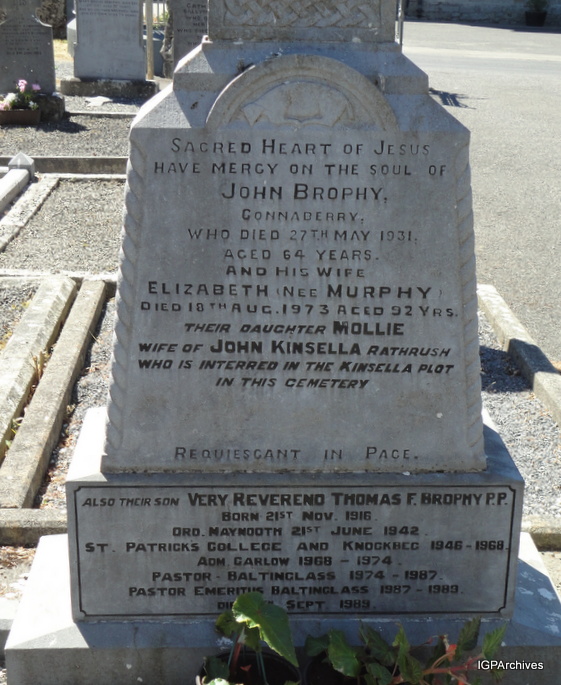 SACRED HEART OF JESUS
HAVE MERCY ON THE SOUL OF
JOHN BROPHY,
CONNABERRY,
WHO DIED 27TH MAY 1931,
AGED 64 YEARS.
AND HIS WIFE
ELIZABETH (NEE MURPHY)
DIED 18TH AUG. 1973 AGED 92 YRS.
THEIR DAUGHTER MOLLIE
WIFE OF JOHN KINSELLA RATHRUSH
WHO IS INTERRED IN THE KINSELLA PLOT
IN THIS CEMETERY
REQUIESCANT IN PACE.
ALSO THEIR SON VERY REVEREND THOMAS F. BROPHY P.P.
BORN 21ST NOV. 1916
ORD. MAYNOOTH 21ST JUNE 1942.
ST. PATRICKS COLLEGE AND KNOCKBEG 1946-1968.
ADM. CARLOW 1968 - 1974.
PASTOR - BALTINGLASS 1974 - 1987.
PASTOR EMERITUS BALTINGLASS 1987 - 1989.
SEPT 1989.
IGPArchives